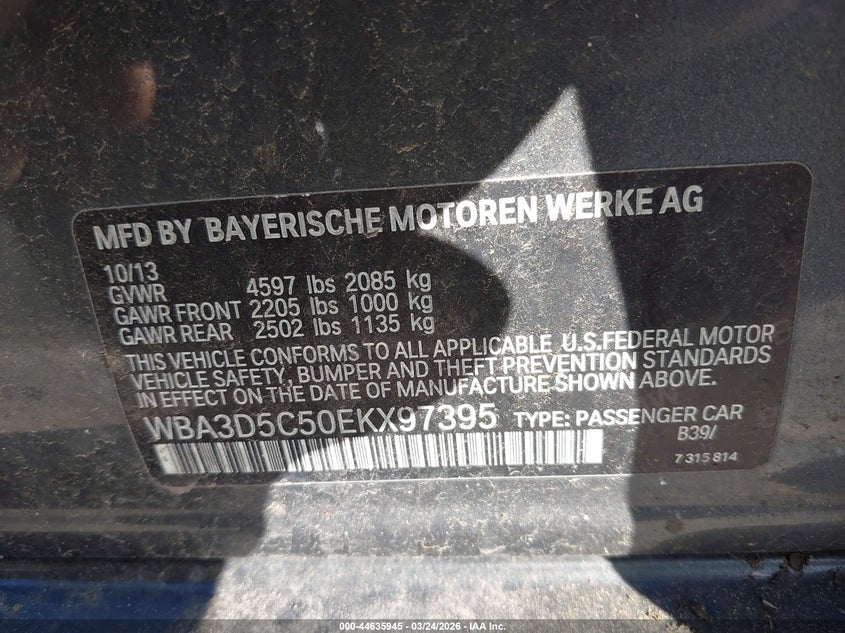 MFD BY BAYERISCHE MOTOREN WERKE AG
10/13
GVWR 4597 lbs 2085 kg
GAWR FRONT 2205 lbs 1000 kg
GAWR REAR 2502 lbs 1135 kg
THIS VEHICLE CONFORMS TO ALL APPLICABLE U.S.FEDERAL MOTOR
VEHICLE SAFETY, BUMPER AND THEFT PREVENTION STANDARDS
IN EFFECT ON THE DATE OF MANUFACTURE SHOWN ABOVE.
WBA3D5C50EKX97395 TYPE: PASSENGER CAR
B39/
7 315 814
000-44635945 - 03/24/2026 - IAA Inc.